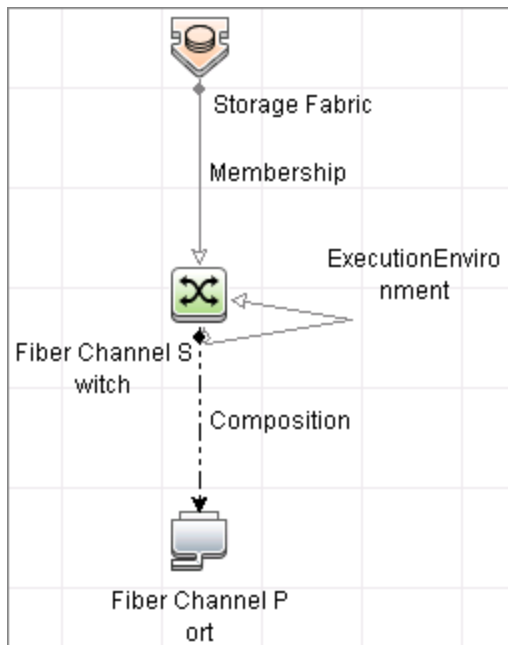 Storage Fabric
Membership
ExecutionEnviro
nment
Fiber Channel S
witch
Composition
Fiber Channel P
ort